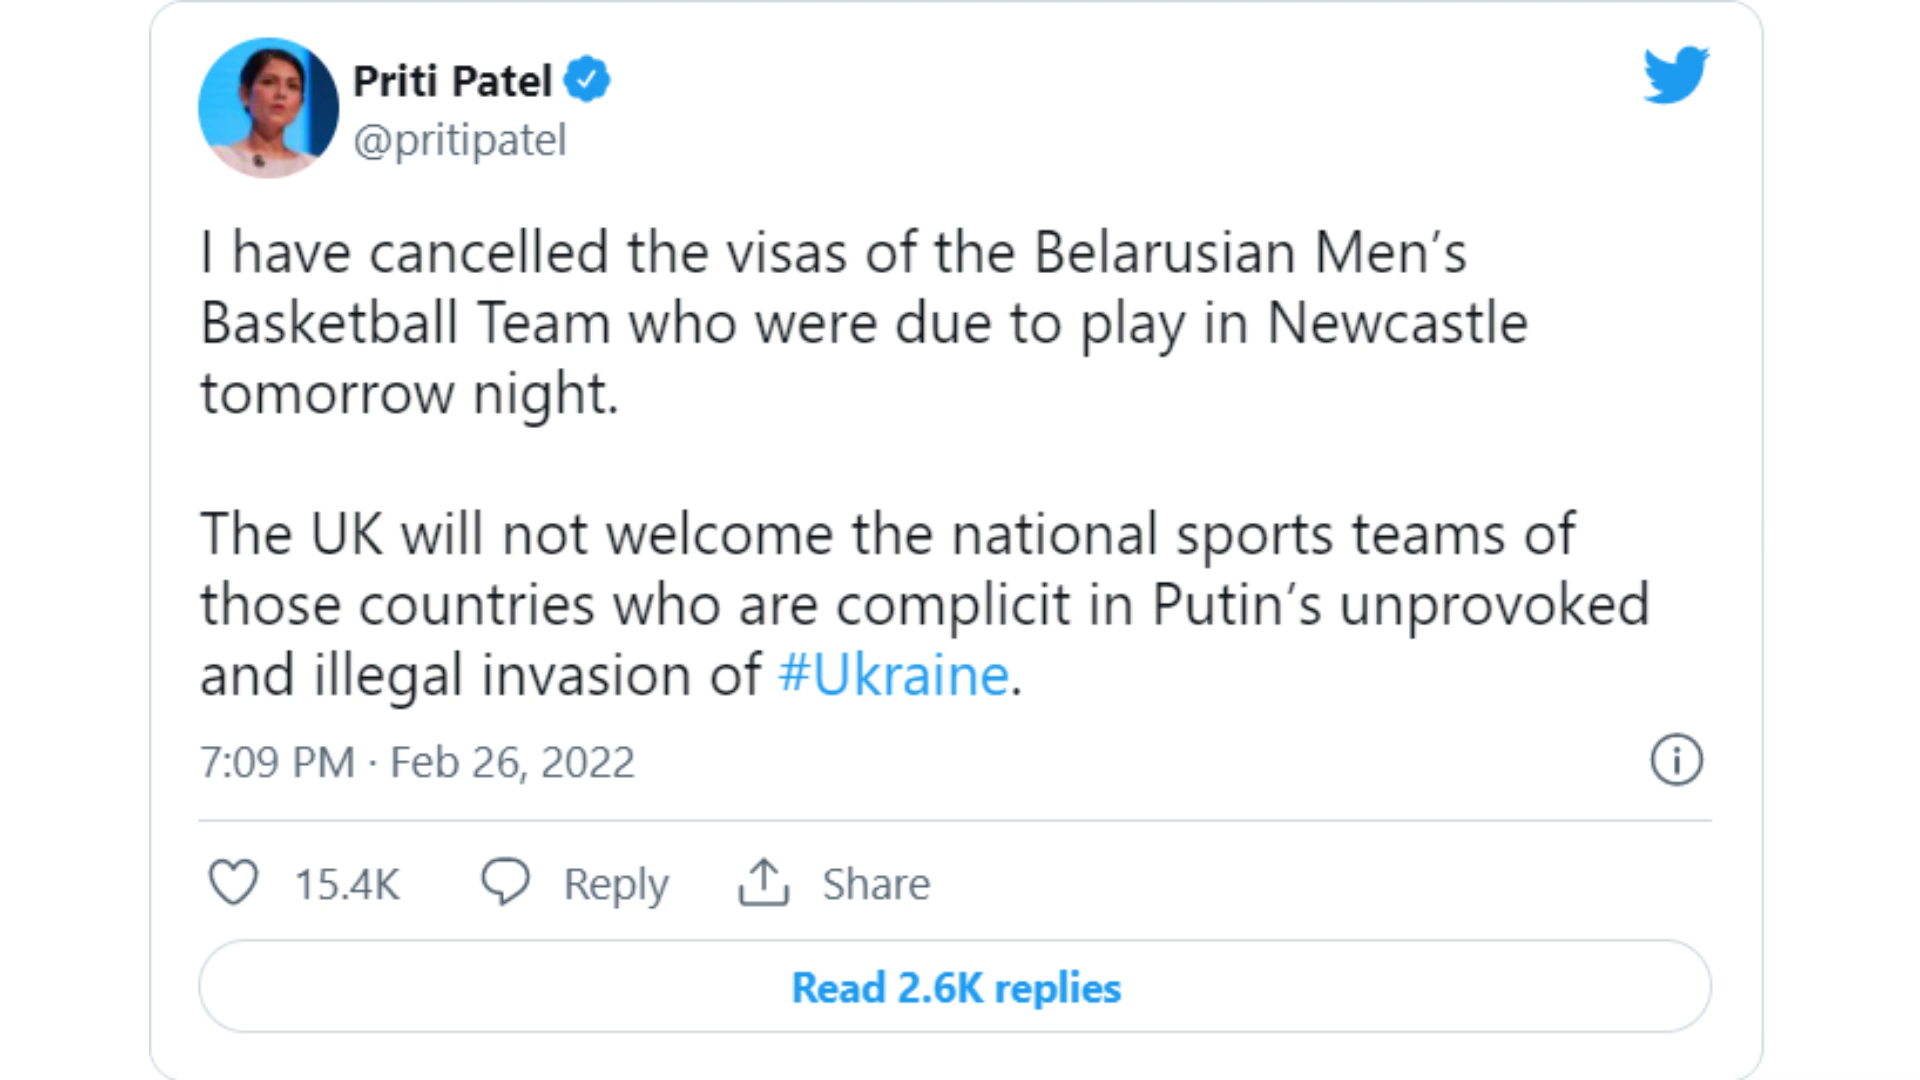 Priti Patel
@pritipatel
I have cancelled the visas of the Belarusian Men’s
Basketball Team who were due to play in Newcastle
tomorrow night.
The UK will not welcome the national sports teams of
those countries who are complicit in Putin’s unprovoked
and illegal invasion of #Ukraine.
7:09 PM · Feb 26, 2022
15.4K Reply Share
Read 2.6K replies